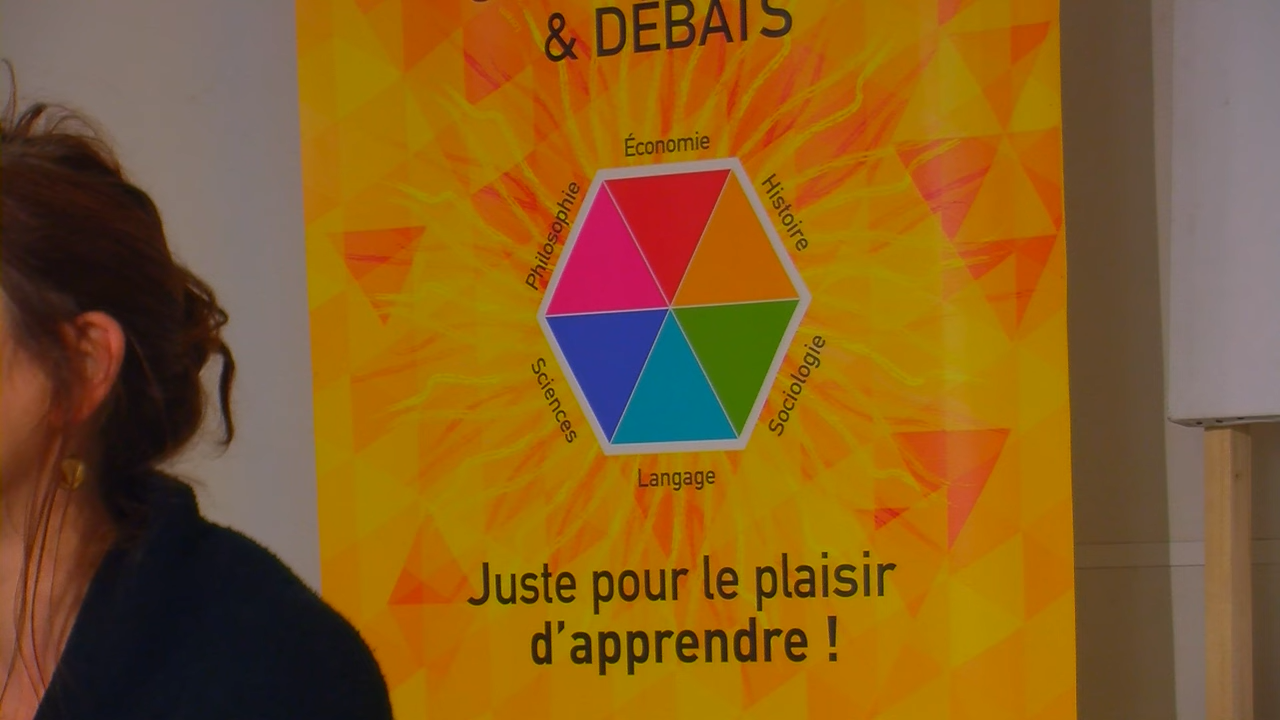 & DÉBATS
Économie
Philosophie
Histoire
Sciences
Sociologie
Langage
Juste pour le plaisir
d'apprendre !